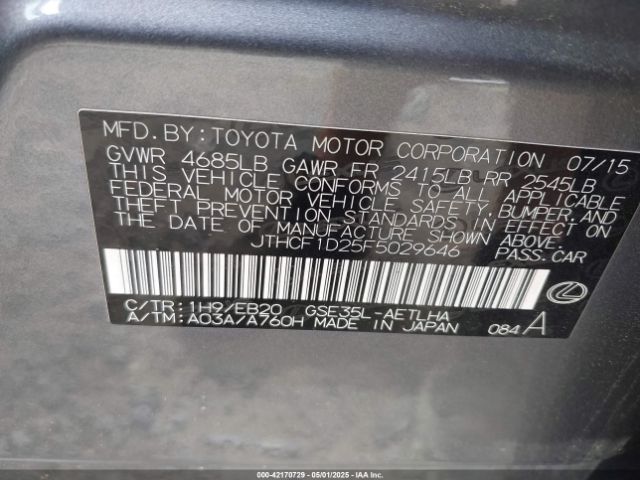 MFD. BY: TOYOTA MOTOR CORPORATION 07/15
GVWR 4685LB GAWR FR 2415LB RR 2545LB
THIS VEHICLE CONFORMS TO ALL APPLICABLE
FEDERAL MOTOR VEHICLE SAFETY, BUMPER, AND
THEFT PREVENTION STANDARDS IN EFFECT ON
THE DATE OF MANUFACTURE SHOWN ABOVE.
JTHCF1D25F5029646 PASS. CAR
C/TR: 1H9/EB20 GSE35L-AETLHA
A/TM: A03A/A760H MADE IN JAPAN 084 A
000-42170729 - 05/01/2025 - IAAI.COM